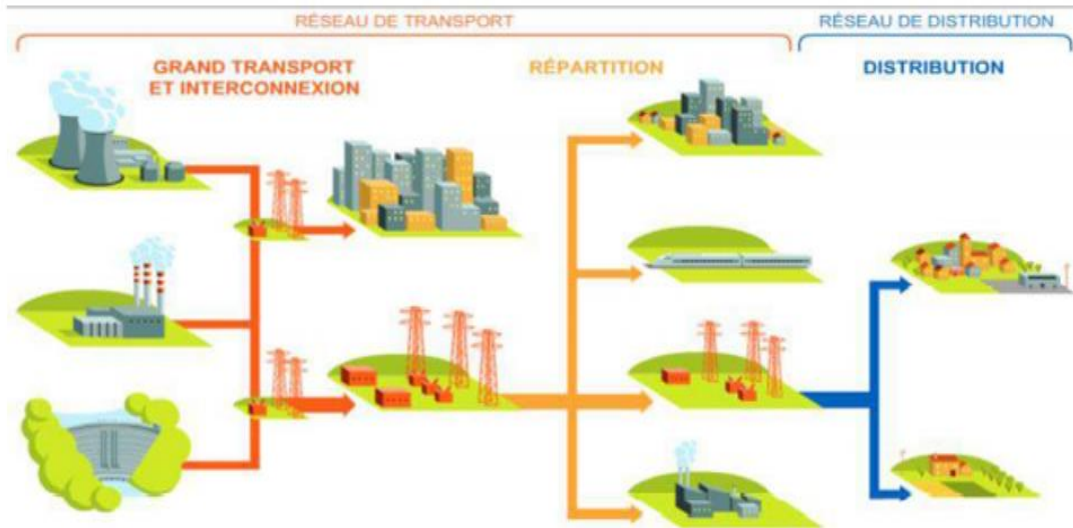 RÉSEAU DE TRANSPORT
RÉSEAU DE DISTRIBUTION
GRAND TRANSPORT
ET INTERCONNEXION
RÉPARTITION
DISTRIBUTION